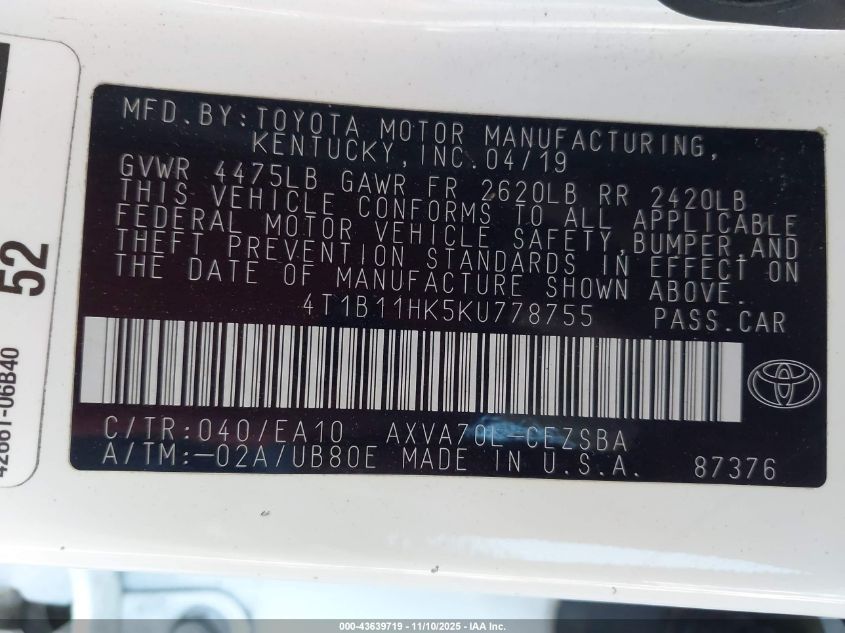 MFD.BY:TOYOTA MOTOR MANUFACTURING,
KENTUCKY, INC. 04/19
GVWR 4475LB GAWR FR 2620LB RR 2420LB
THIS VEHICLE CONFORMS TO ALL APPLICABLE
FEDERAL MOTOR VEHICLE SAFETY, BUMPER, AND
THEFT PREVENTION STANDARDS IN EFFECT ON
THE DATE OF MANUFACTURE SHOWN ABOVE.
4T1B11HK5KU778755 PASS.CAR
C/TR:040/EA10 AXVA70L-CEZSBA
A/TM:-02A/UB80E MADE IN U.S.A. 87376
52
42661-06B40
000-43639719 - 11/10/2025 - IAA Inc.